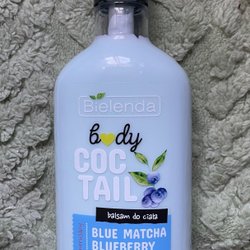 Bielenda
body
COC
TAIL
balsam do ciała
BLUE MATCHA
BLUEBERRY